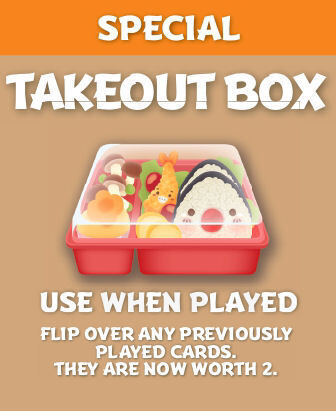 SPECIAL
TAKEOUT BOX
USE WHEN PLAYED
FLIP OVER ANY PREVIOUSLY
PLAYED CARDS.
THEY ARE NOW WORTH 2.